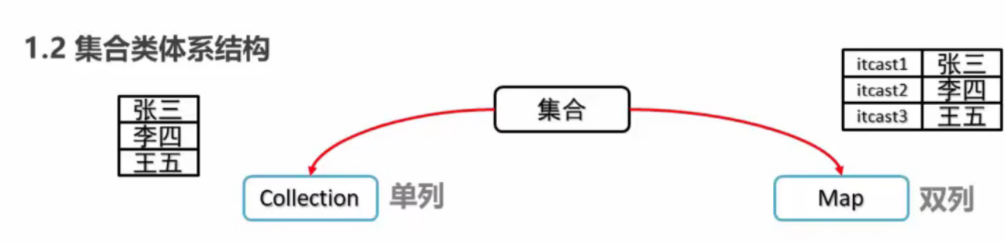 1.2 集合类体系结构
张三
李四
王五
集合
itcast1 张三
itcast2 李四
itcast3 王五
Collection 单列
Map 双列